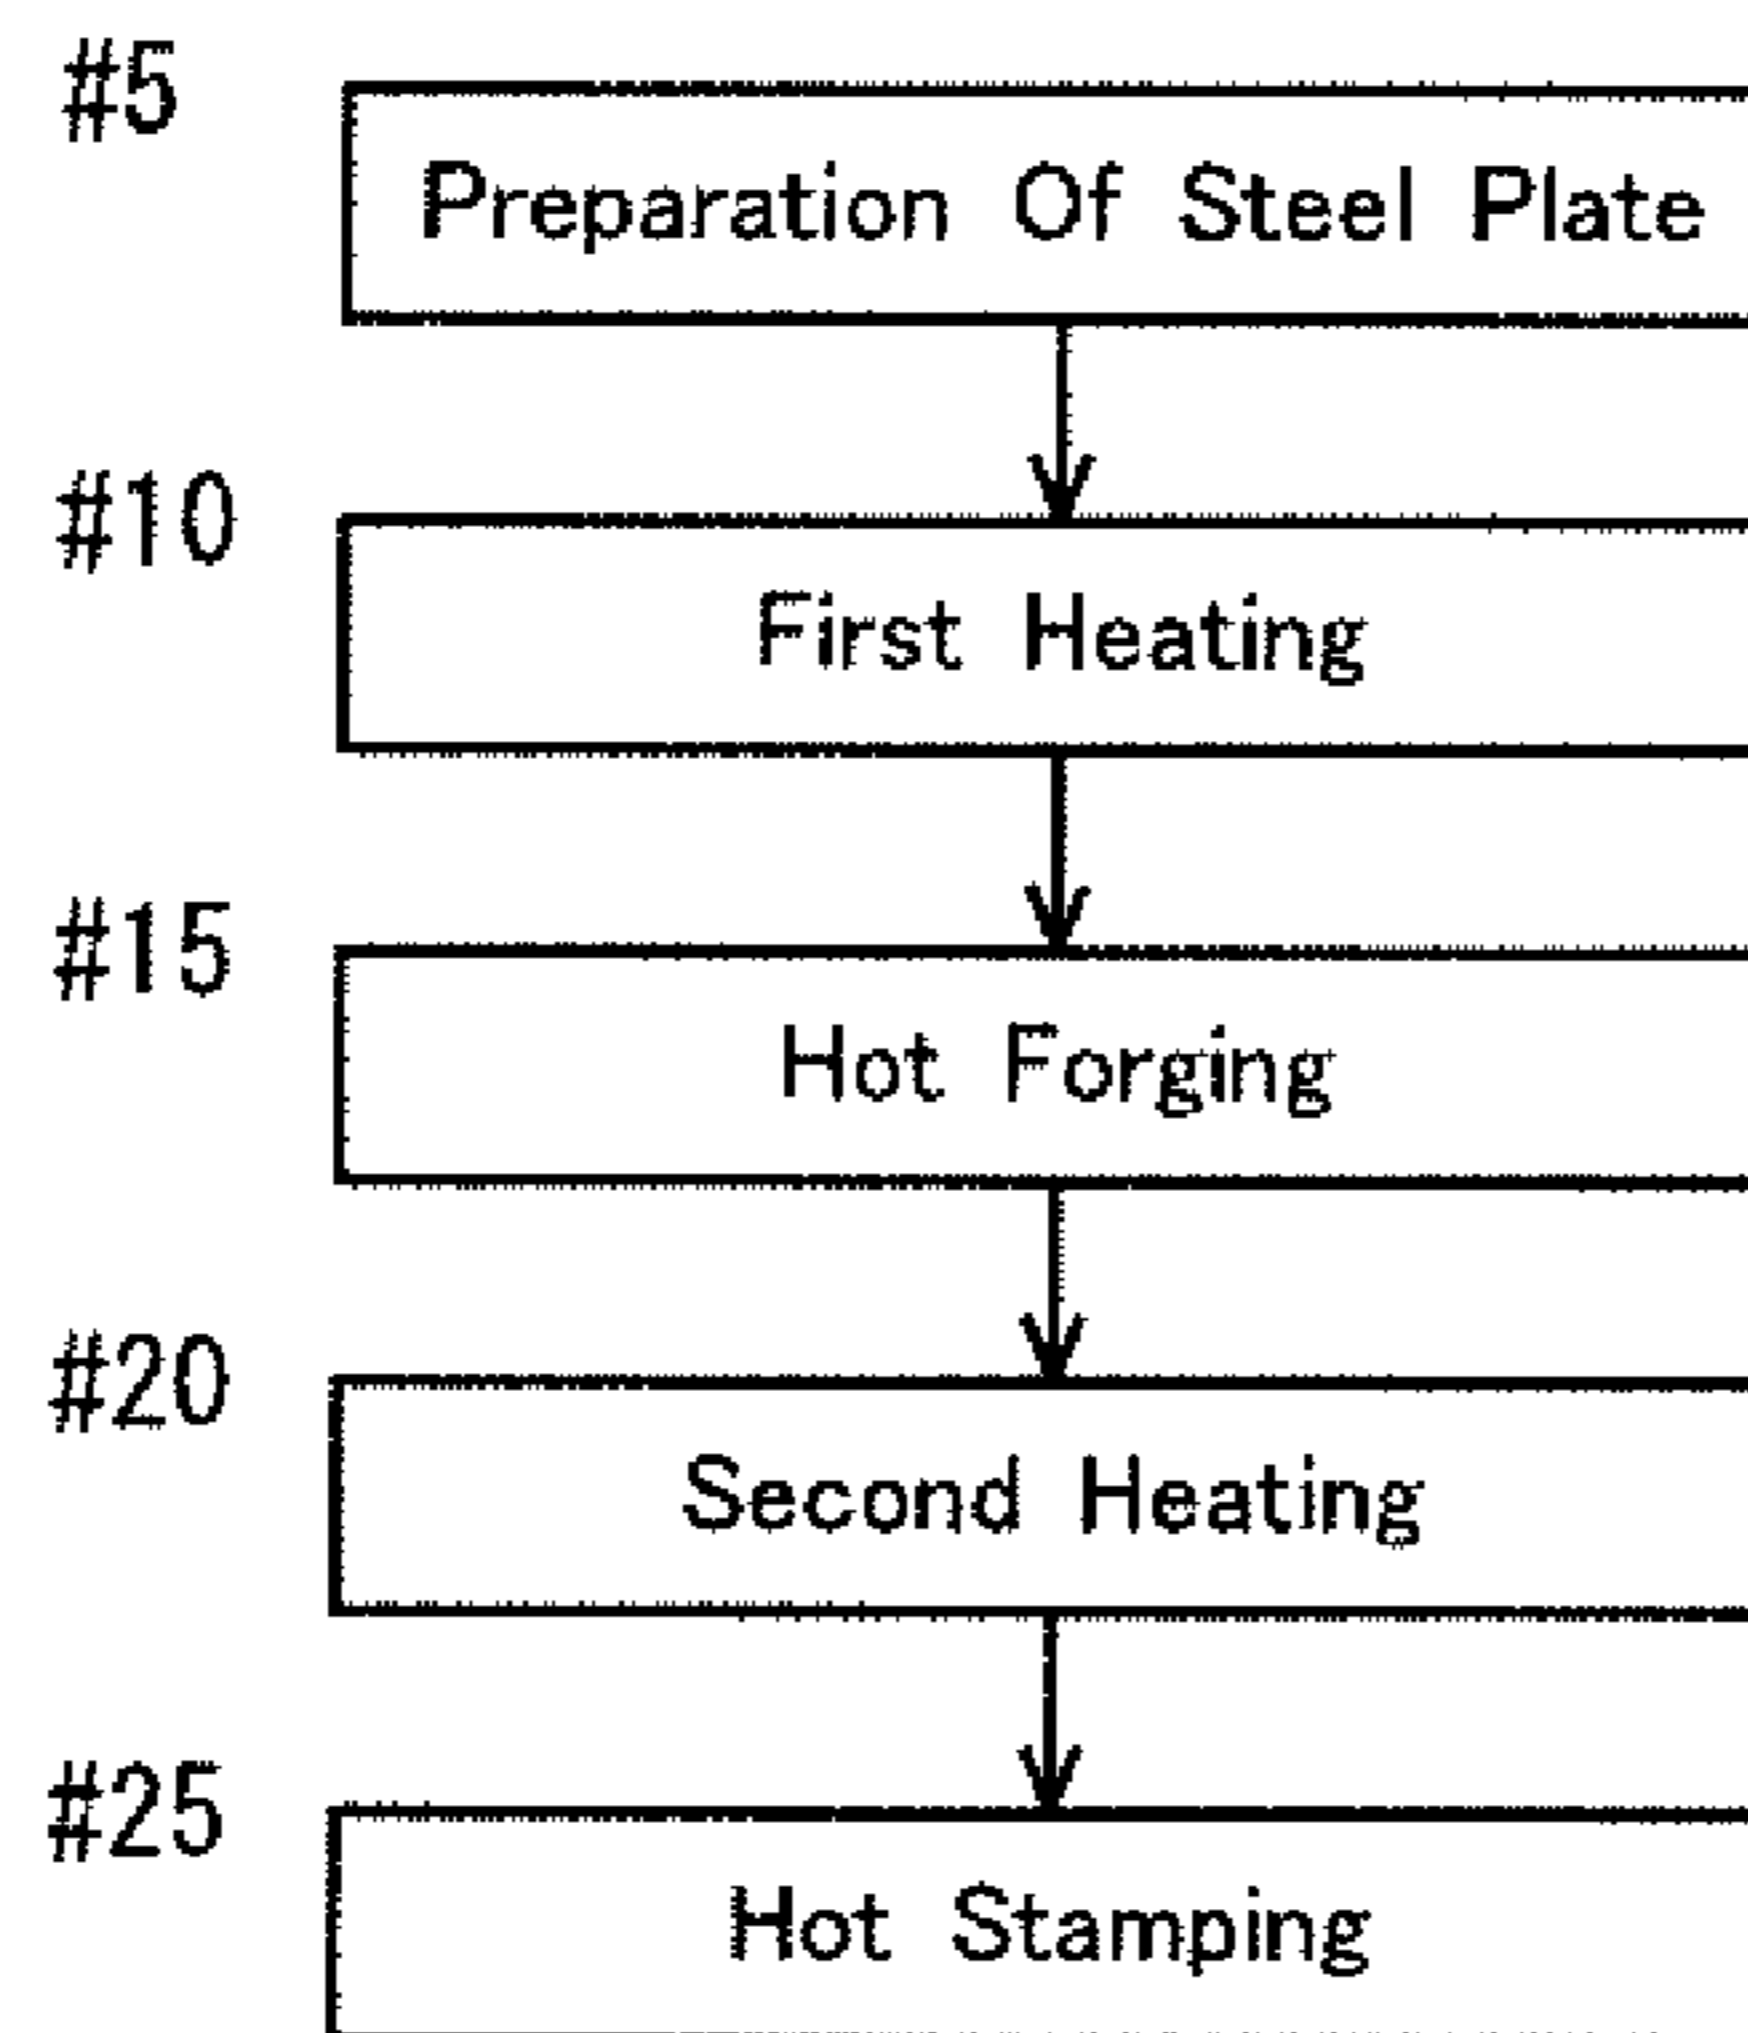 #5
Preparation Of Steel Plate
#10
First Heating
#15
Hot Forging
#20
Second Heating
#25
Hot Stamping